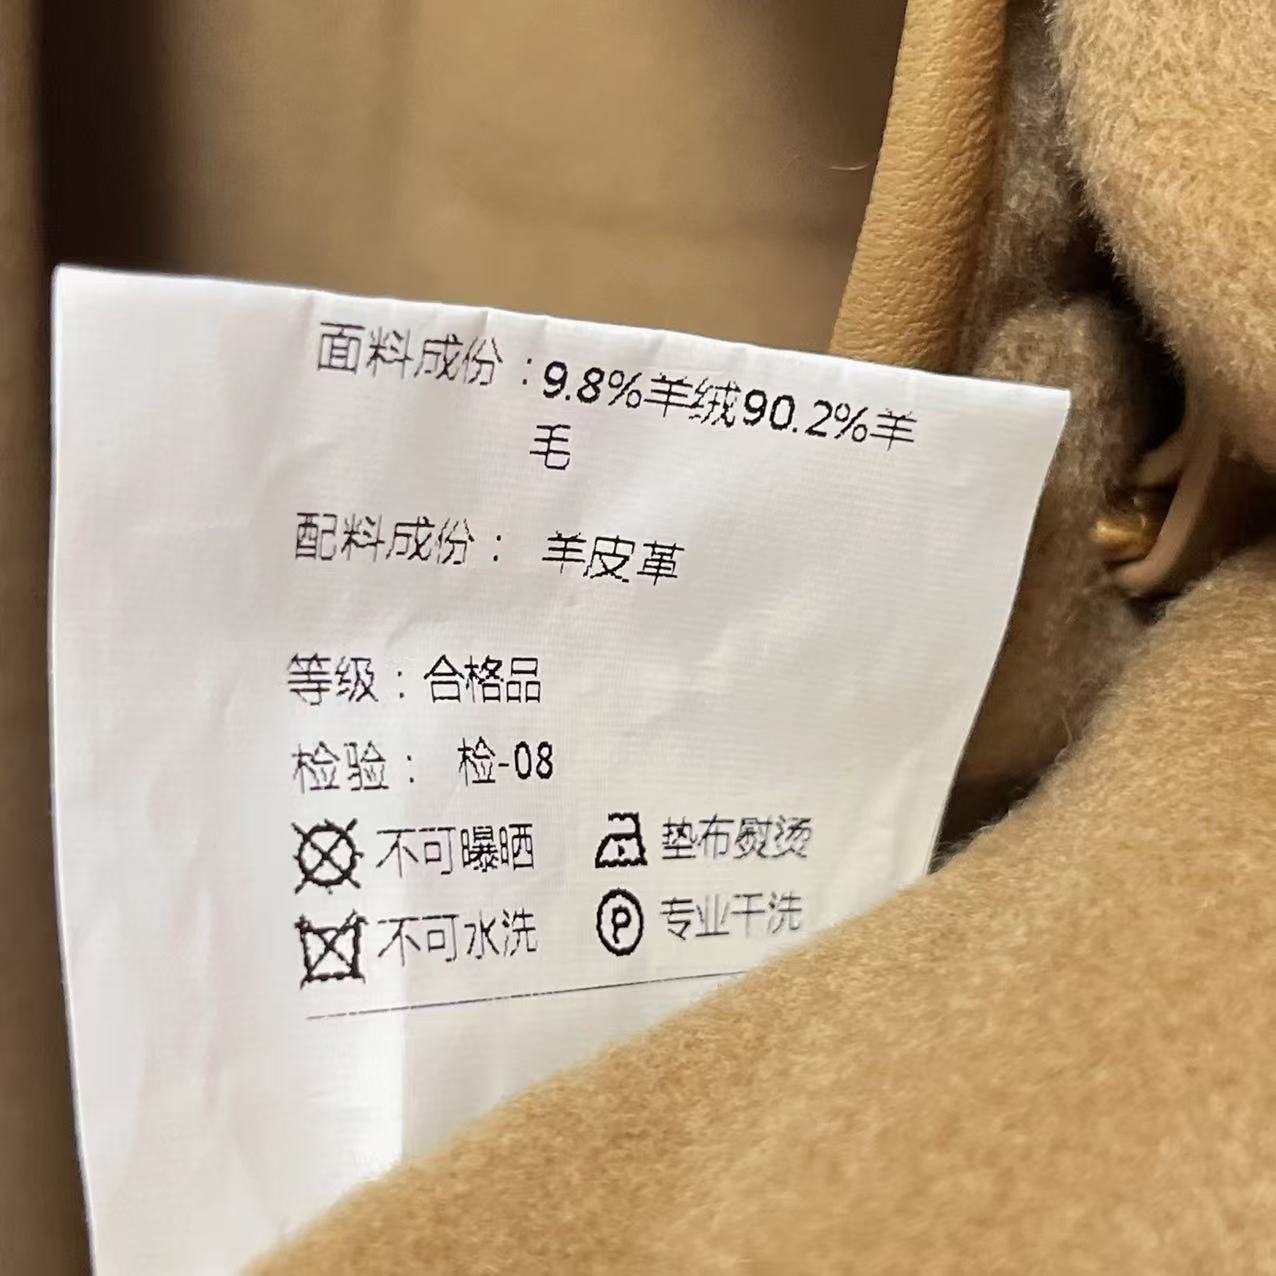 面料成份：9.8%羊绒90.2%羊
毛
配料成份： 羊皮革
等级：合格品
检验： 检-08
不可曝晒 垫布熨烫
不可水洗 P 专业干洗